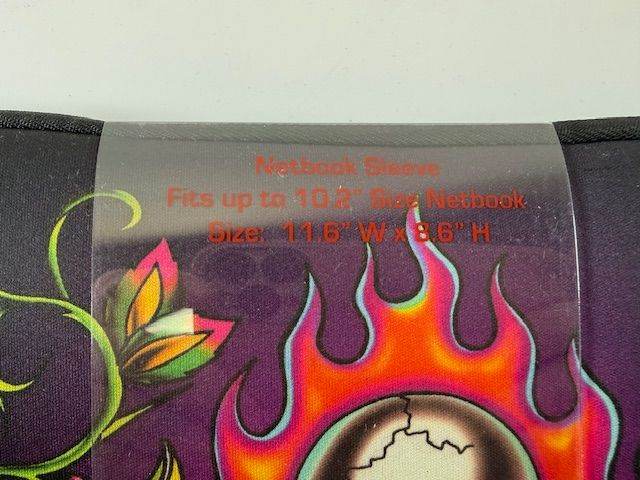 Netbook Sleeve
Fits up to 10.2" Size Netbook
Size: 11.6" W x 8.6" H